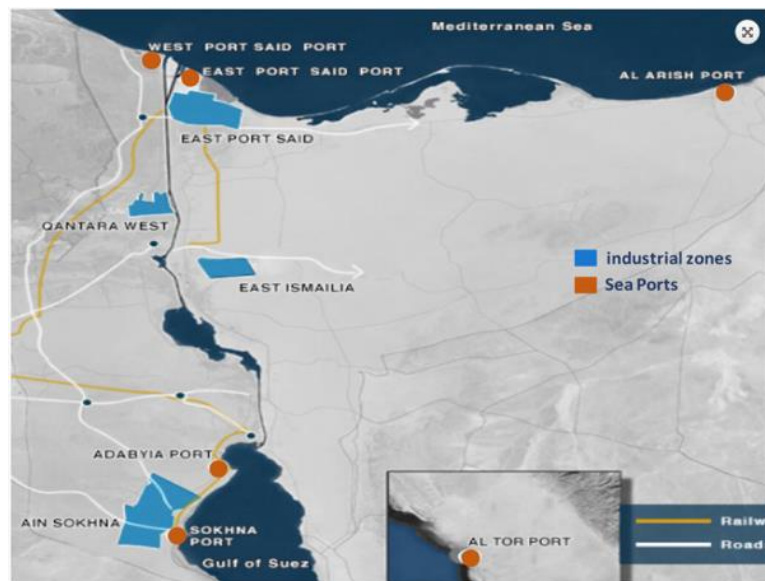 Mediterranean Sea
WEST PORT SAID PORT
EAST PORT SAID PORT
AL ARISH PORT
EAST PORT SAID
QANTARA WEST
industrial zones
EAST ISMAILIA
Sea Ports
ADABYIA PORT
AIN SOKHNA
SOKHNA
PORT
Gulf of Suez
AL TOR PORT
Railw
Road